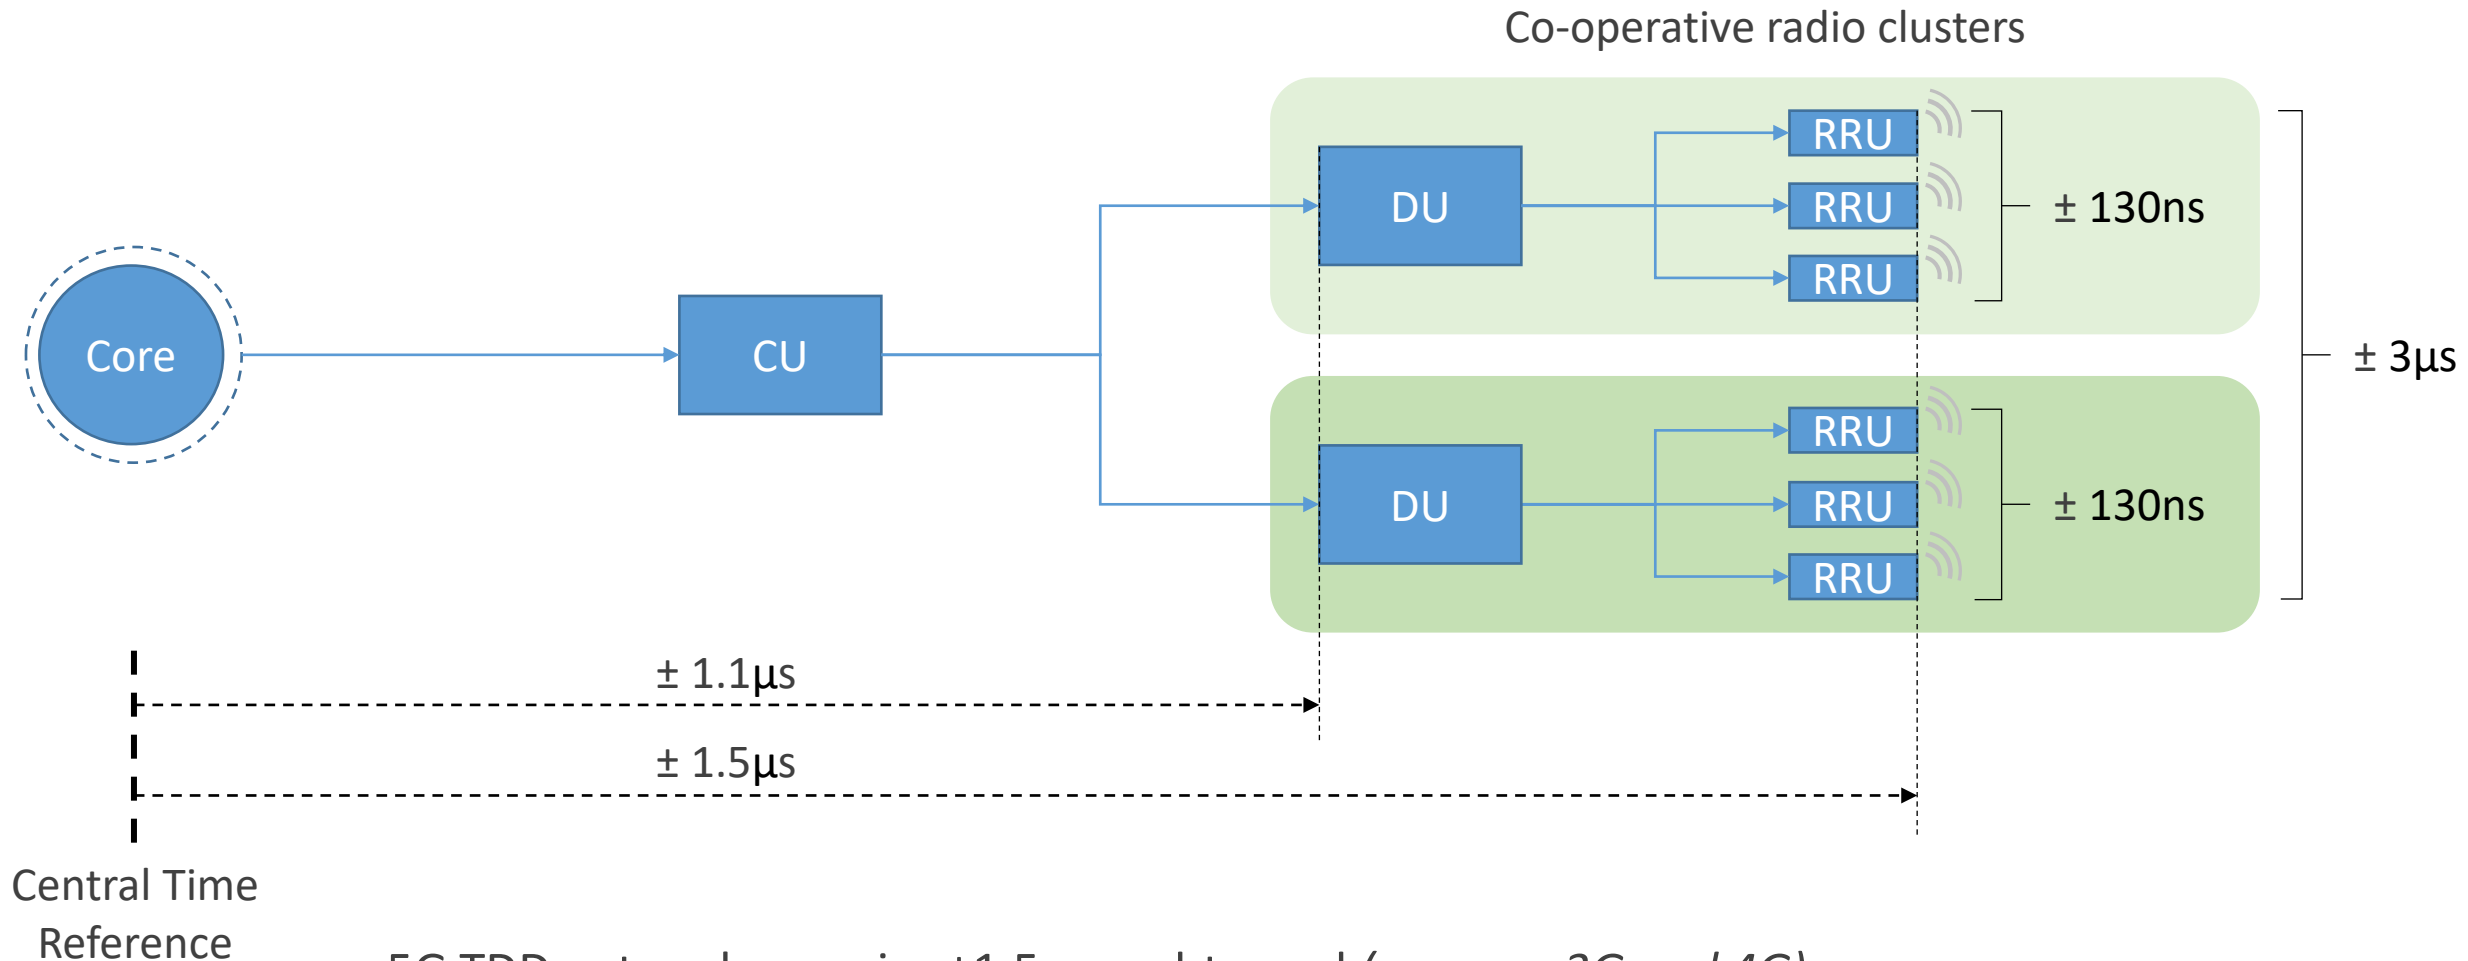 Co-operative radio clusters
RRU
RRU
RRU
DU
± 130ns
Core
CU
± 3µs
RRU
RRU
RRU
DU
± 130ns
± 1.1µs
± 1.5µs
Central Time
Reference